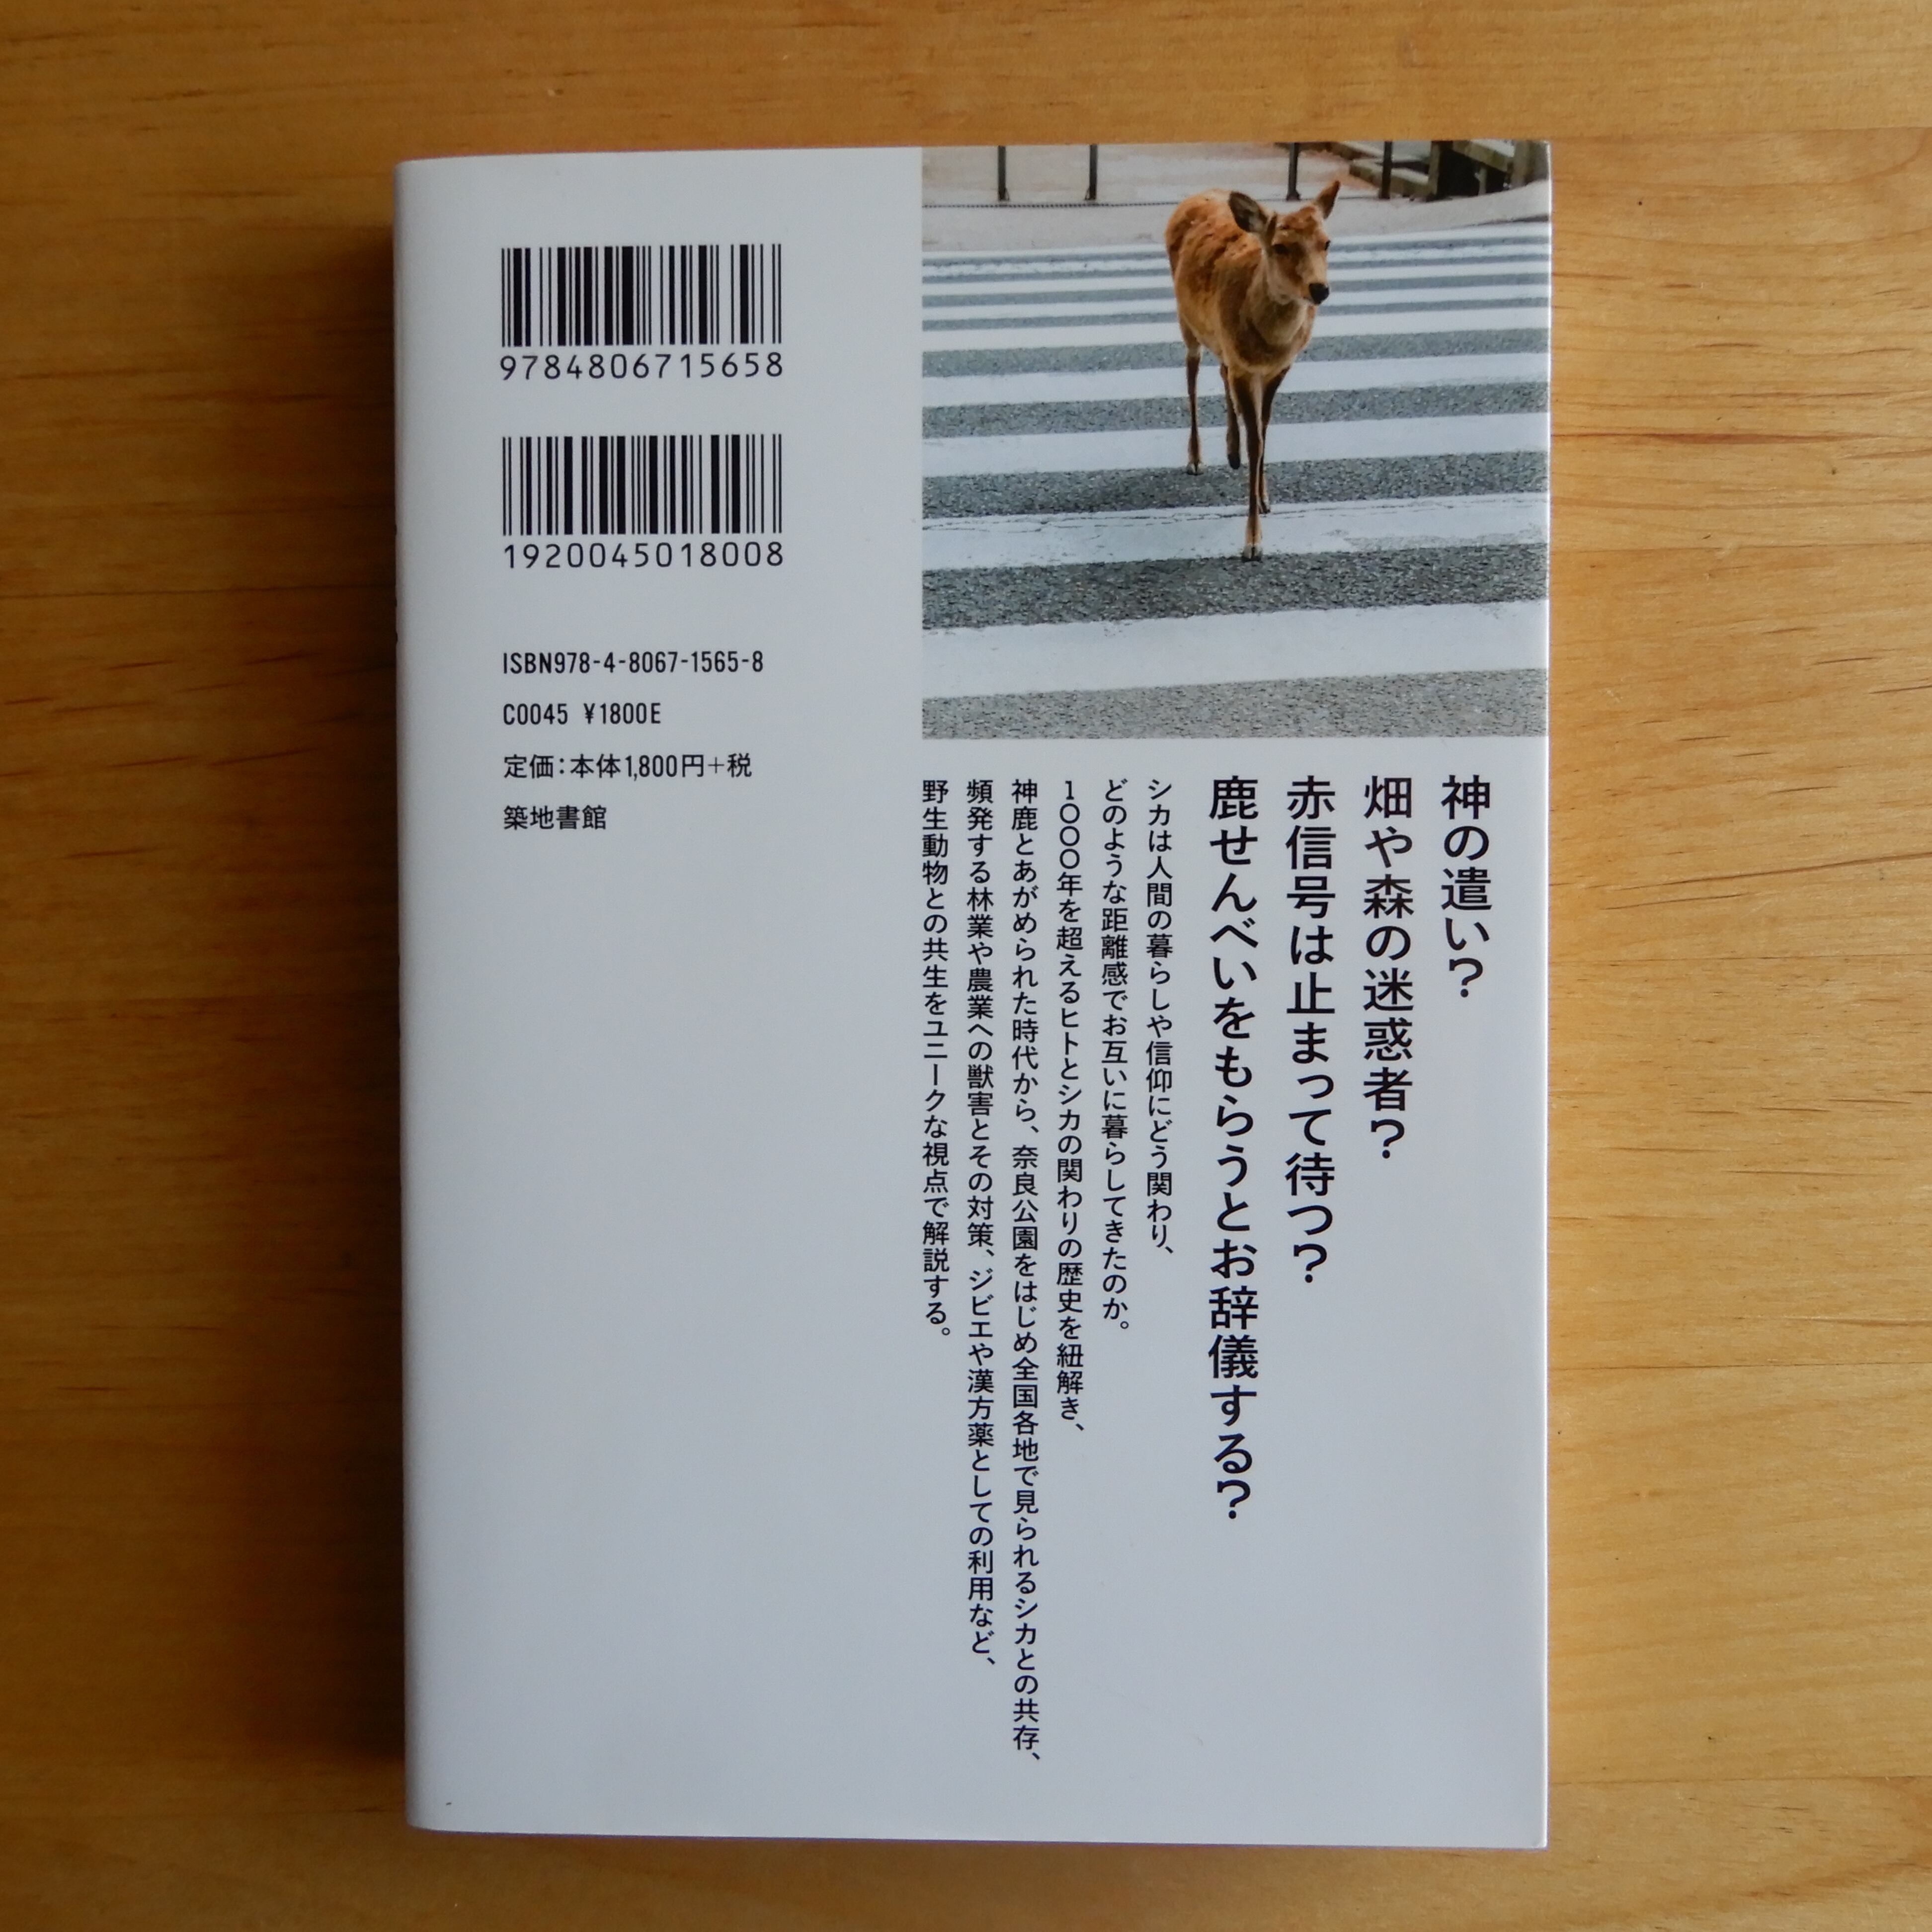 神の遣い?
畑や森の迷惑者?
赤信号は止まって待つ?
鹿せんべいをもらうとお辞儀する?
シカは人間の暮らしや信仰にどう関わり、
どのような距離感でお互いに暮らしてきたのか。
1000年を超えるヒトとシカの関わりの歴史を紐解き、
神鹿とあがめられた時代から、奈良公園をはじめ全国各地で見られるシカとの共存、
頻発する林業や農業への獣害とその対策、ジビエや漢方薬としての利用など、
野生動物との共生をユニークな視点で解説する。
9784806715658
1920045018008
ISBN978-4-8067-1565-8
C0045 ¥1800E
定価:本体1,800円+税
築地書館